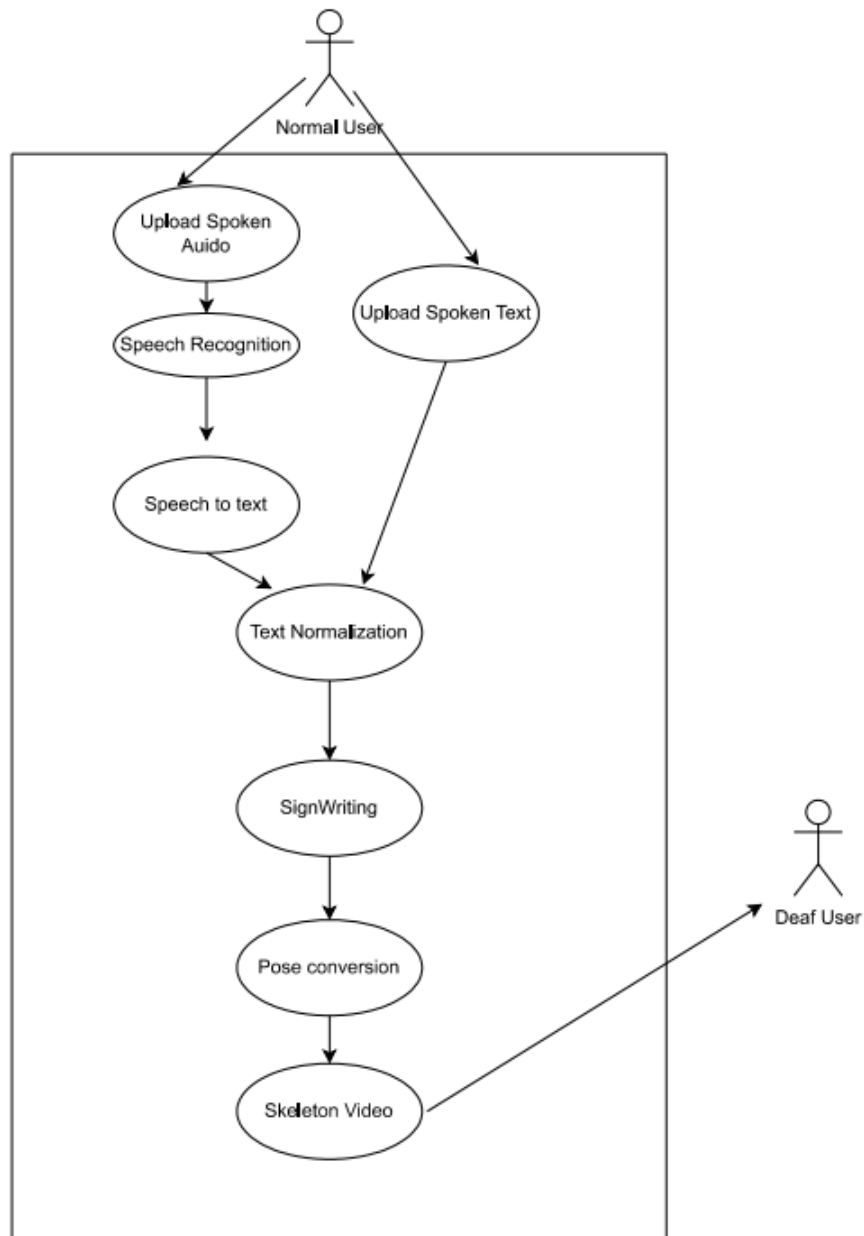 Normal User
Upload Spoken
Auido
Upload Spoken Text
Speech Recognition
Speech to text
Text Normalization
SignWriting
Deaf User
Pose conversion
Skeleton Video